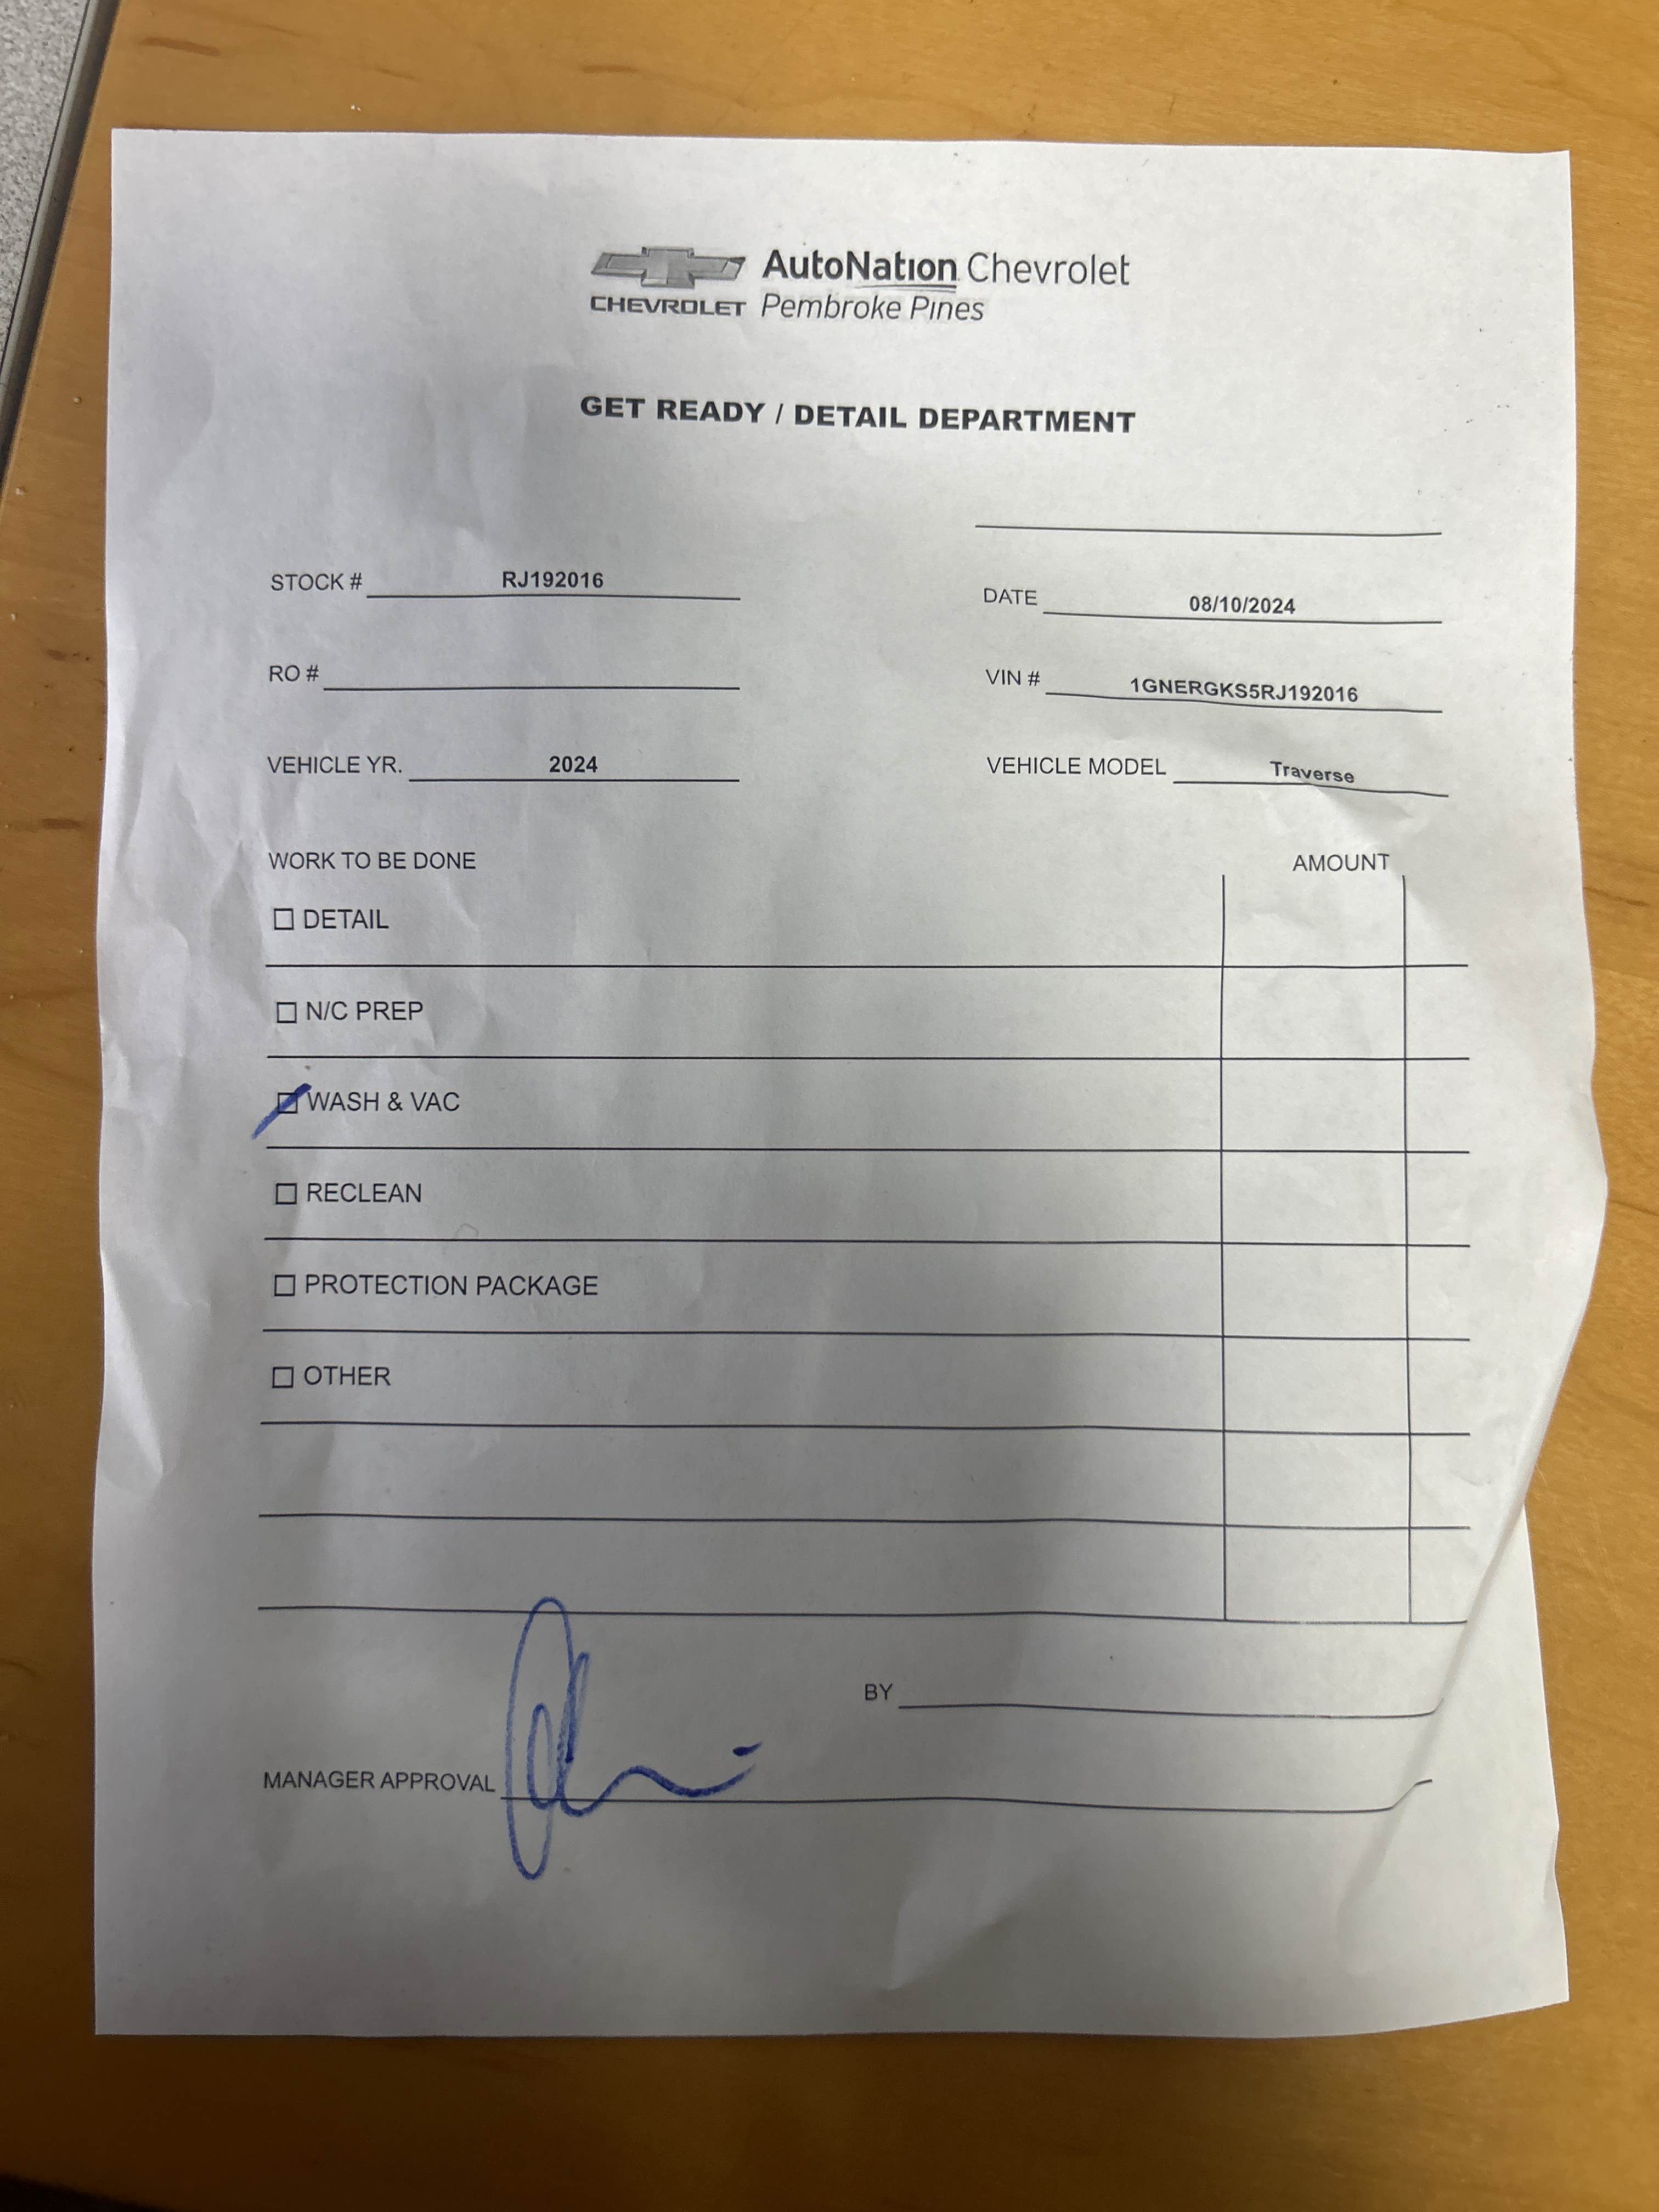 AutoNation Chevrolet
CHEVROLET Pembroke Pines
GET READY / DETAIL DEPARTMENT
STOCK # RJ192016
DATE 08/10/2024
RO #
VIN # 1GNERGKS5RJ192016
VEHICLE YR. 2024
VEHICLE MODEL Traverse
WORK TO BE DONE
AMOUNT
DETAIL
N/C PREP
WASH & VAC
RECLEAN
PROTECTION PACKAGE
OTHER
BY
MANAGER APPROVAL